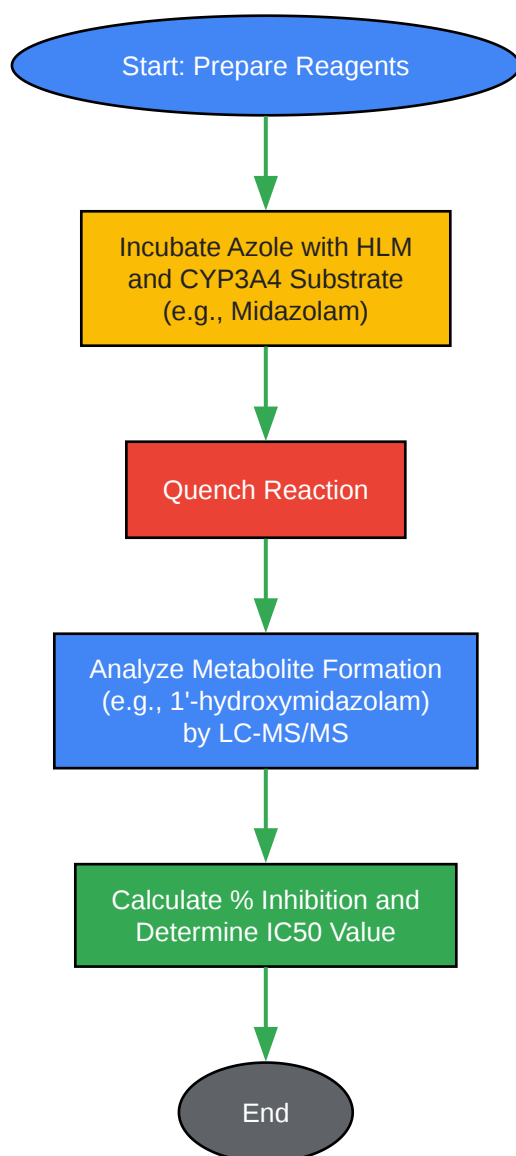 Start: Prepare Reagents
Incubate Azole with HLM
and CYP3A4 Substrate
(e.g., Midazolam)
Quench Reaction
Analyze Metabolite Formation
(e.g., 1'-hydroxymidazolam)
by LC-MS/MS
Calculate % Inhibition and
Determine IC50 Value
End